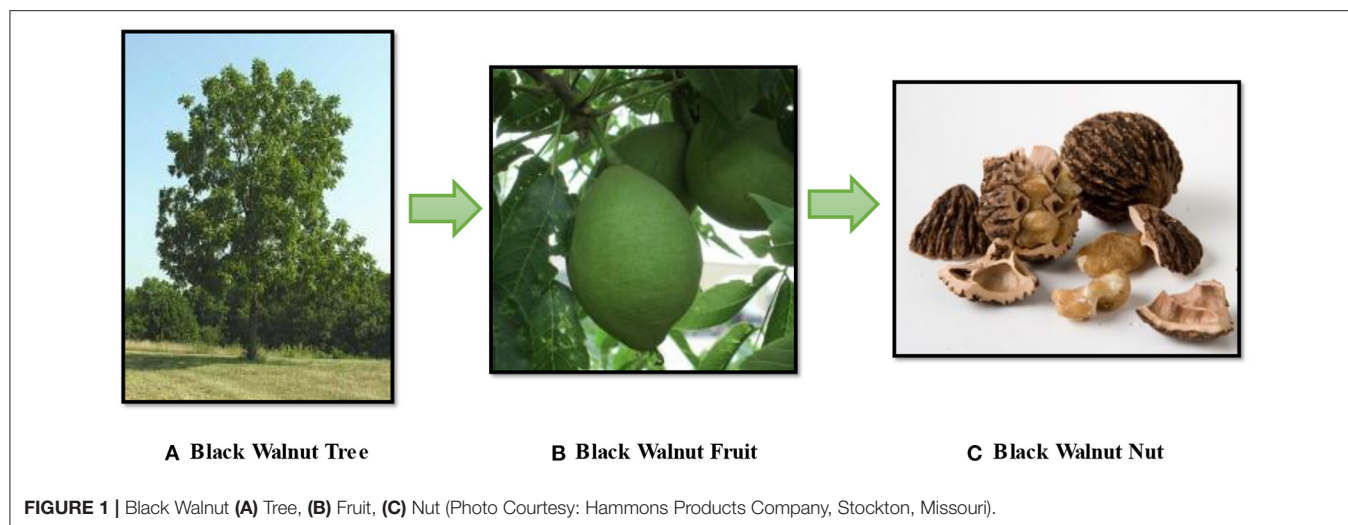 A Black Walnut Tree
B Black Walnut Fruit
C Black Walnut Nut
FIGURE 1 | Black Walnut (A) Tree, (B) Fruit, (C) Nut (Photo Courtesy: Hammons Products Company, Stockton, Missouri).